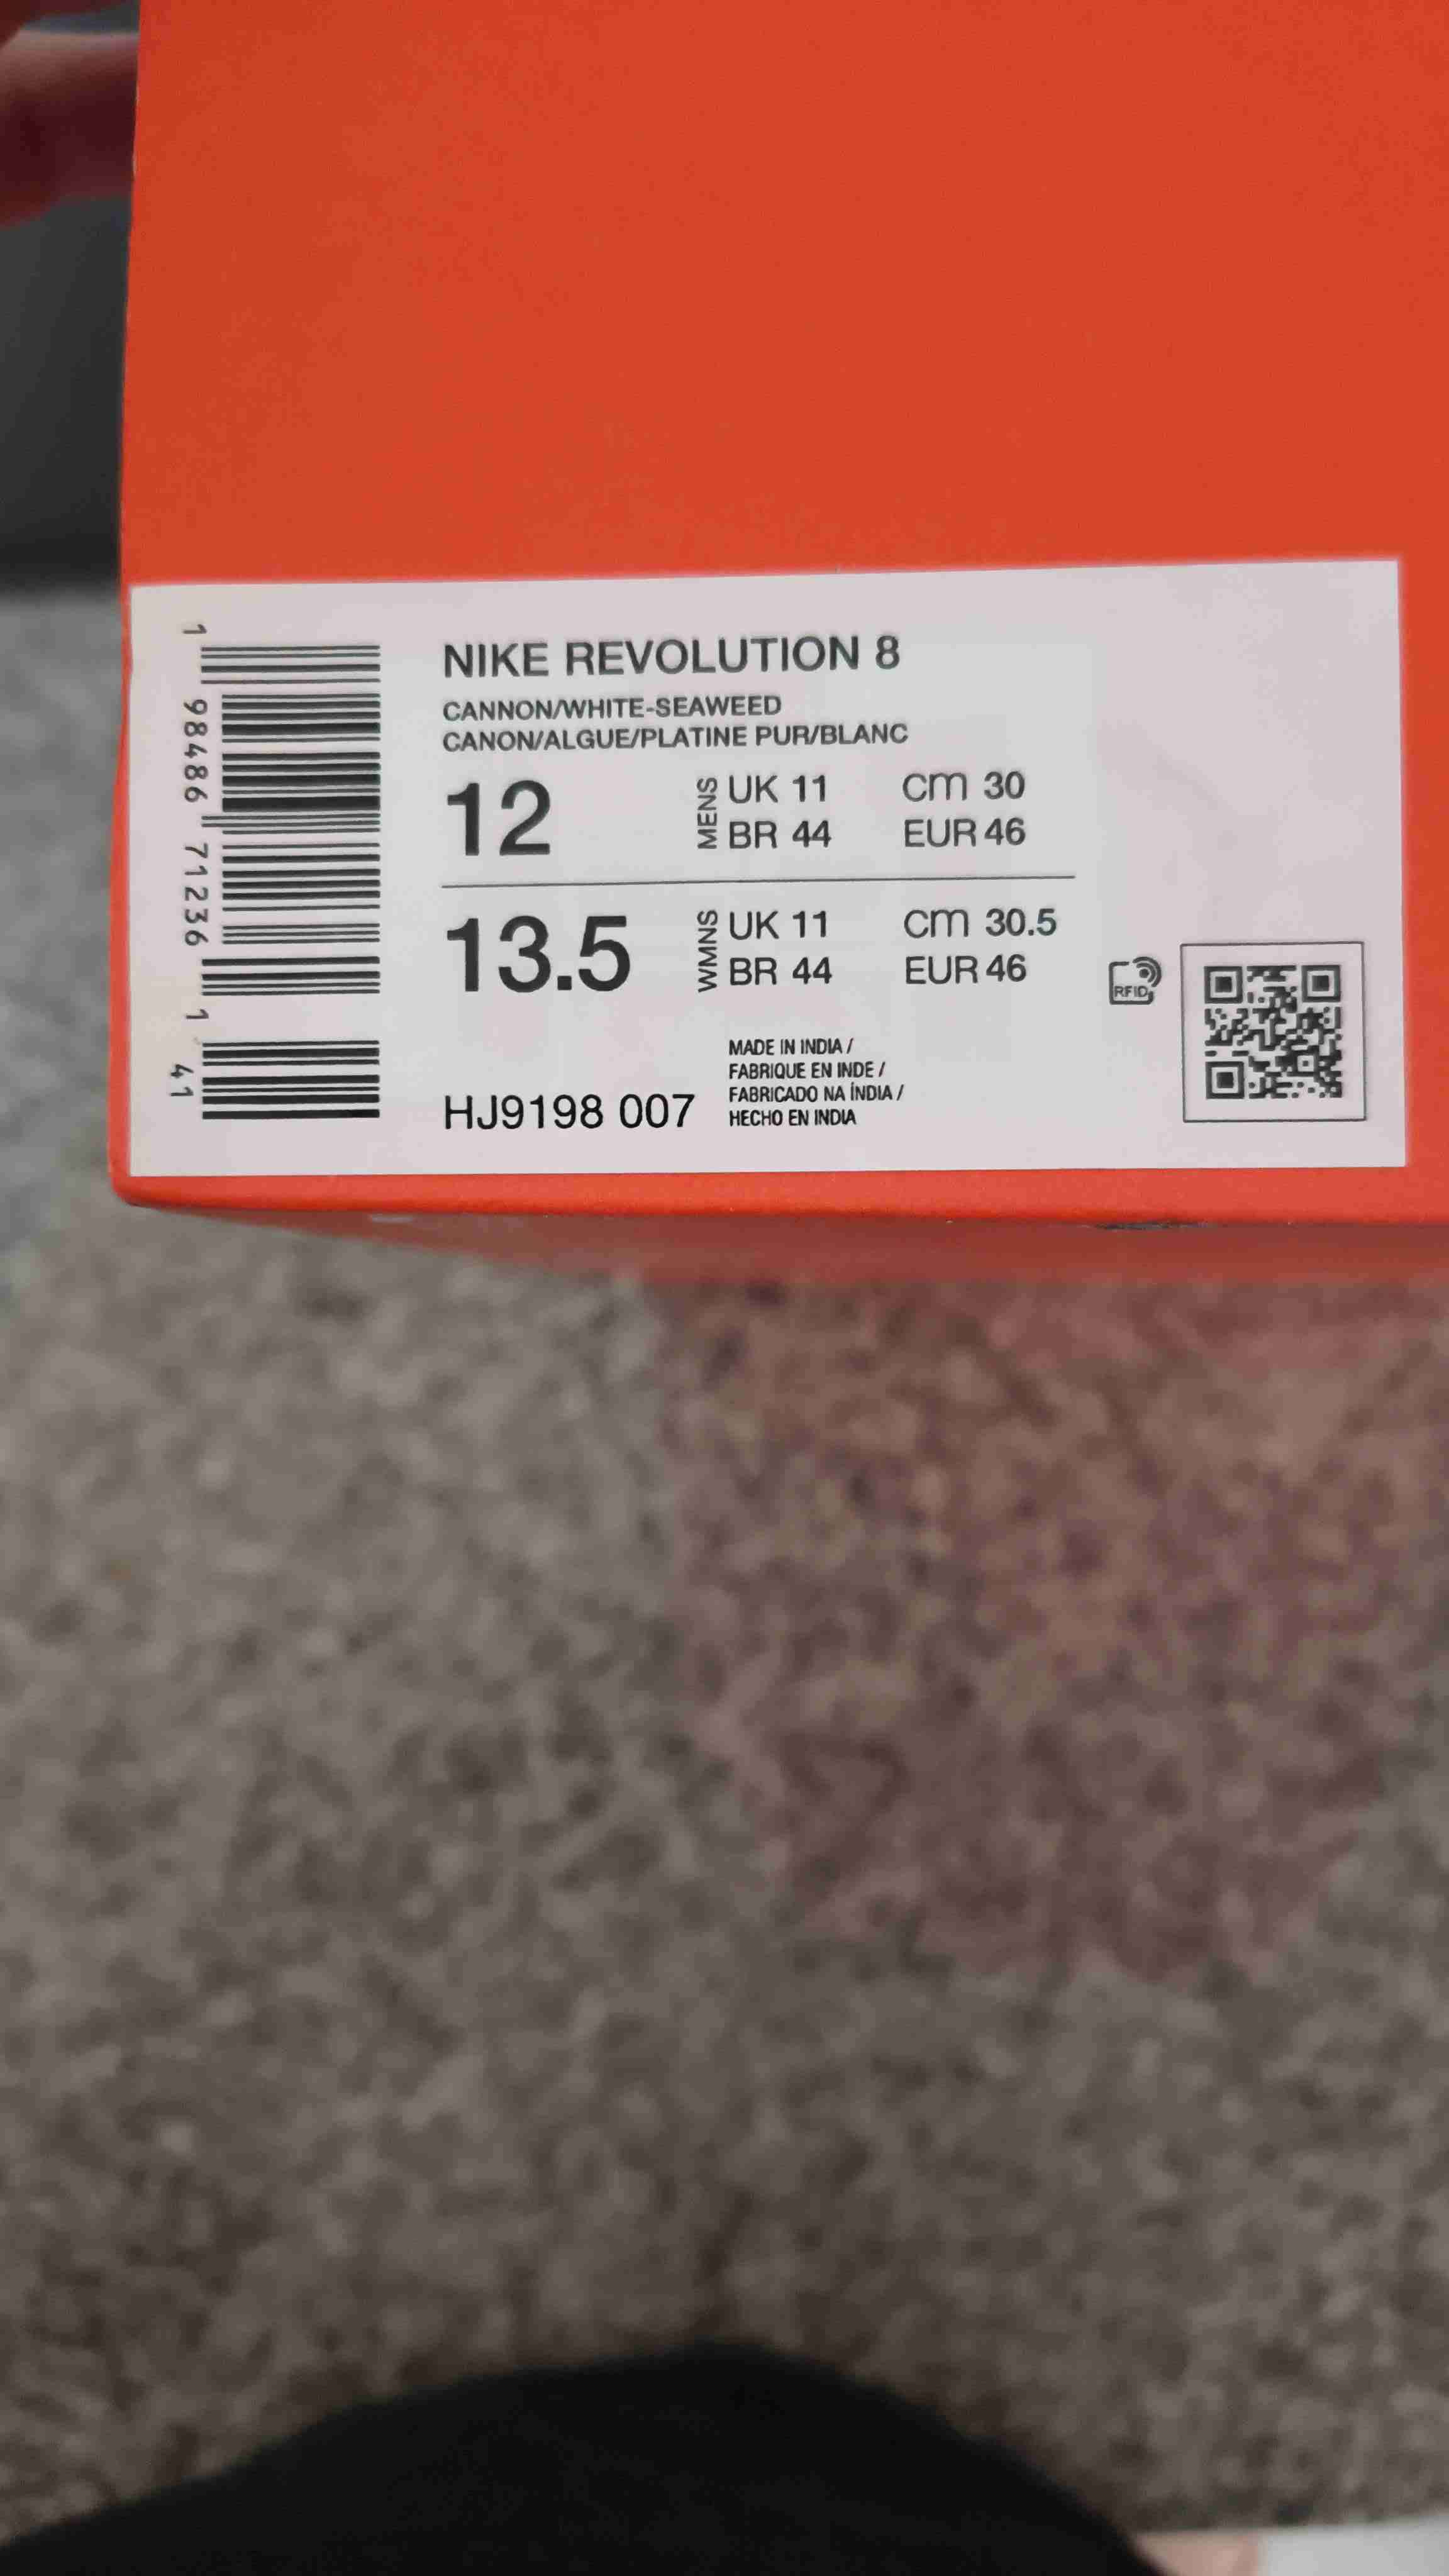 NIKE REVOLUTION 8
CANNON/WHITE-SEAWEED
CANON/ALGUE/PLATINE PUR/BLANC
12 MENS UK 11 cm 30
BR 44 EUR 46
13.5 WMNS UK 11 cm 30.5
BR 44 EUR 46
RFID
MADE IN INDIA /
FABRIQUE EN INDE /
FABRICADO NA ÍNDIA /
HECHO EN INDIA
HJ9198 007
1 98486 71236 1 41